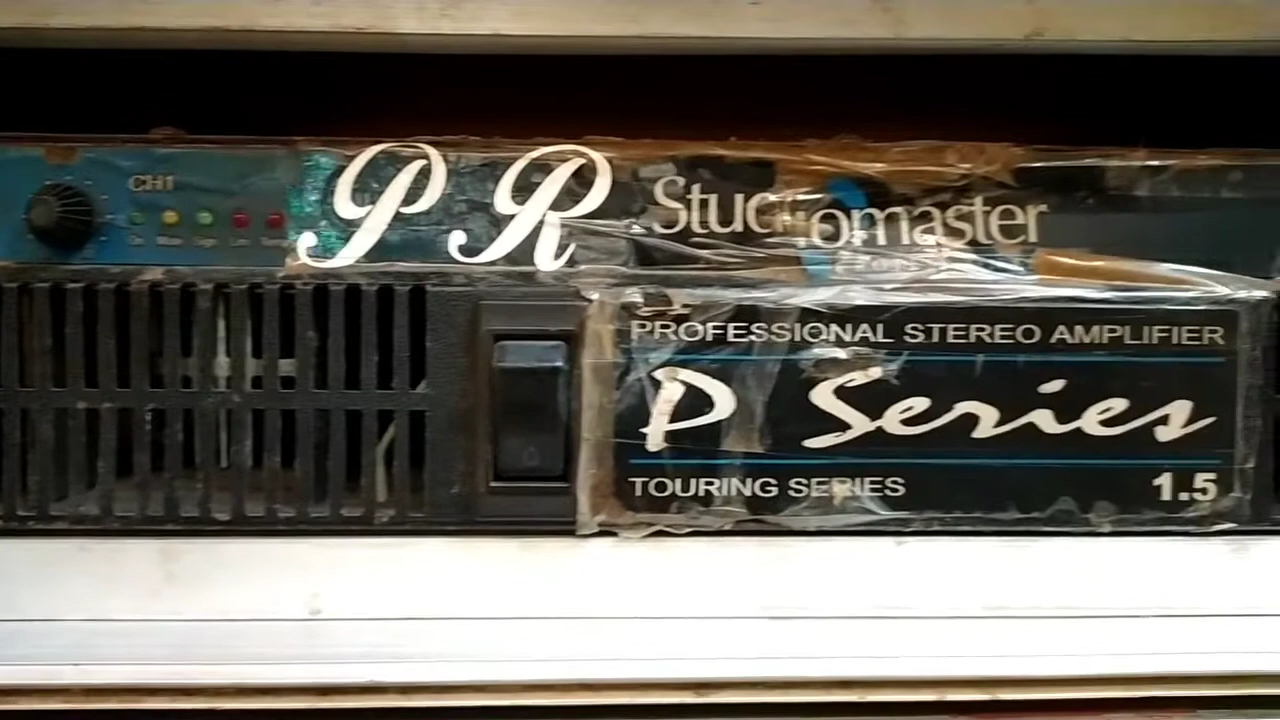 CH1
P R
Studiomaster
PROFESSIONAL STEREO AMPLIFIER
P Series
TOURING SERIES 1.5